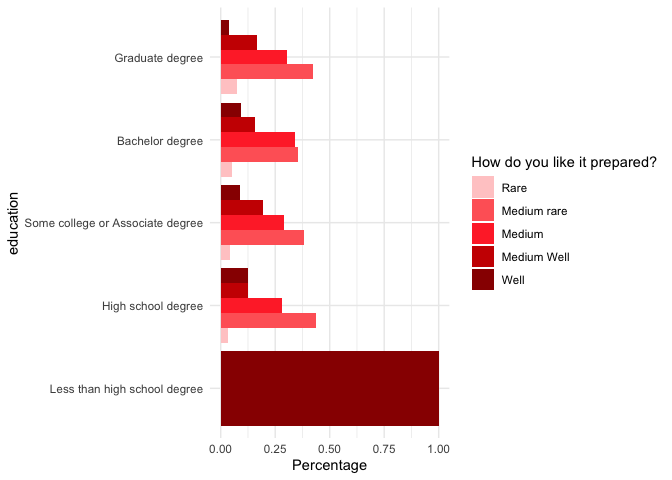 Graduate degree
Bachelor degree
Some college or Associate degree
High school degree
Less than high school degree
education
0.00 0.25 0.50 0.75 1.00
Percentage
How do you like it prepared?
Rare
Medium rare
Medium
Medium Well
Well